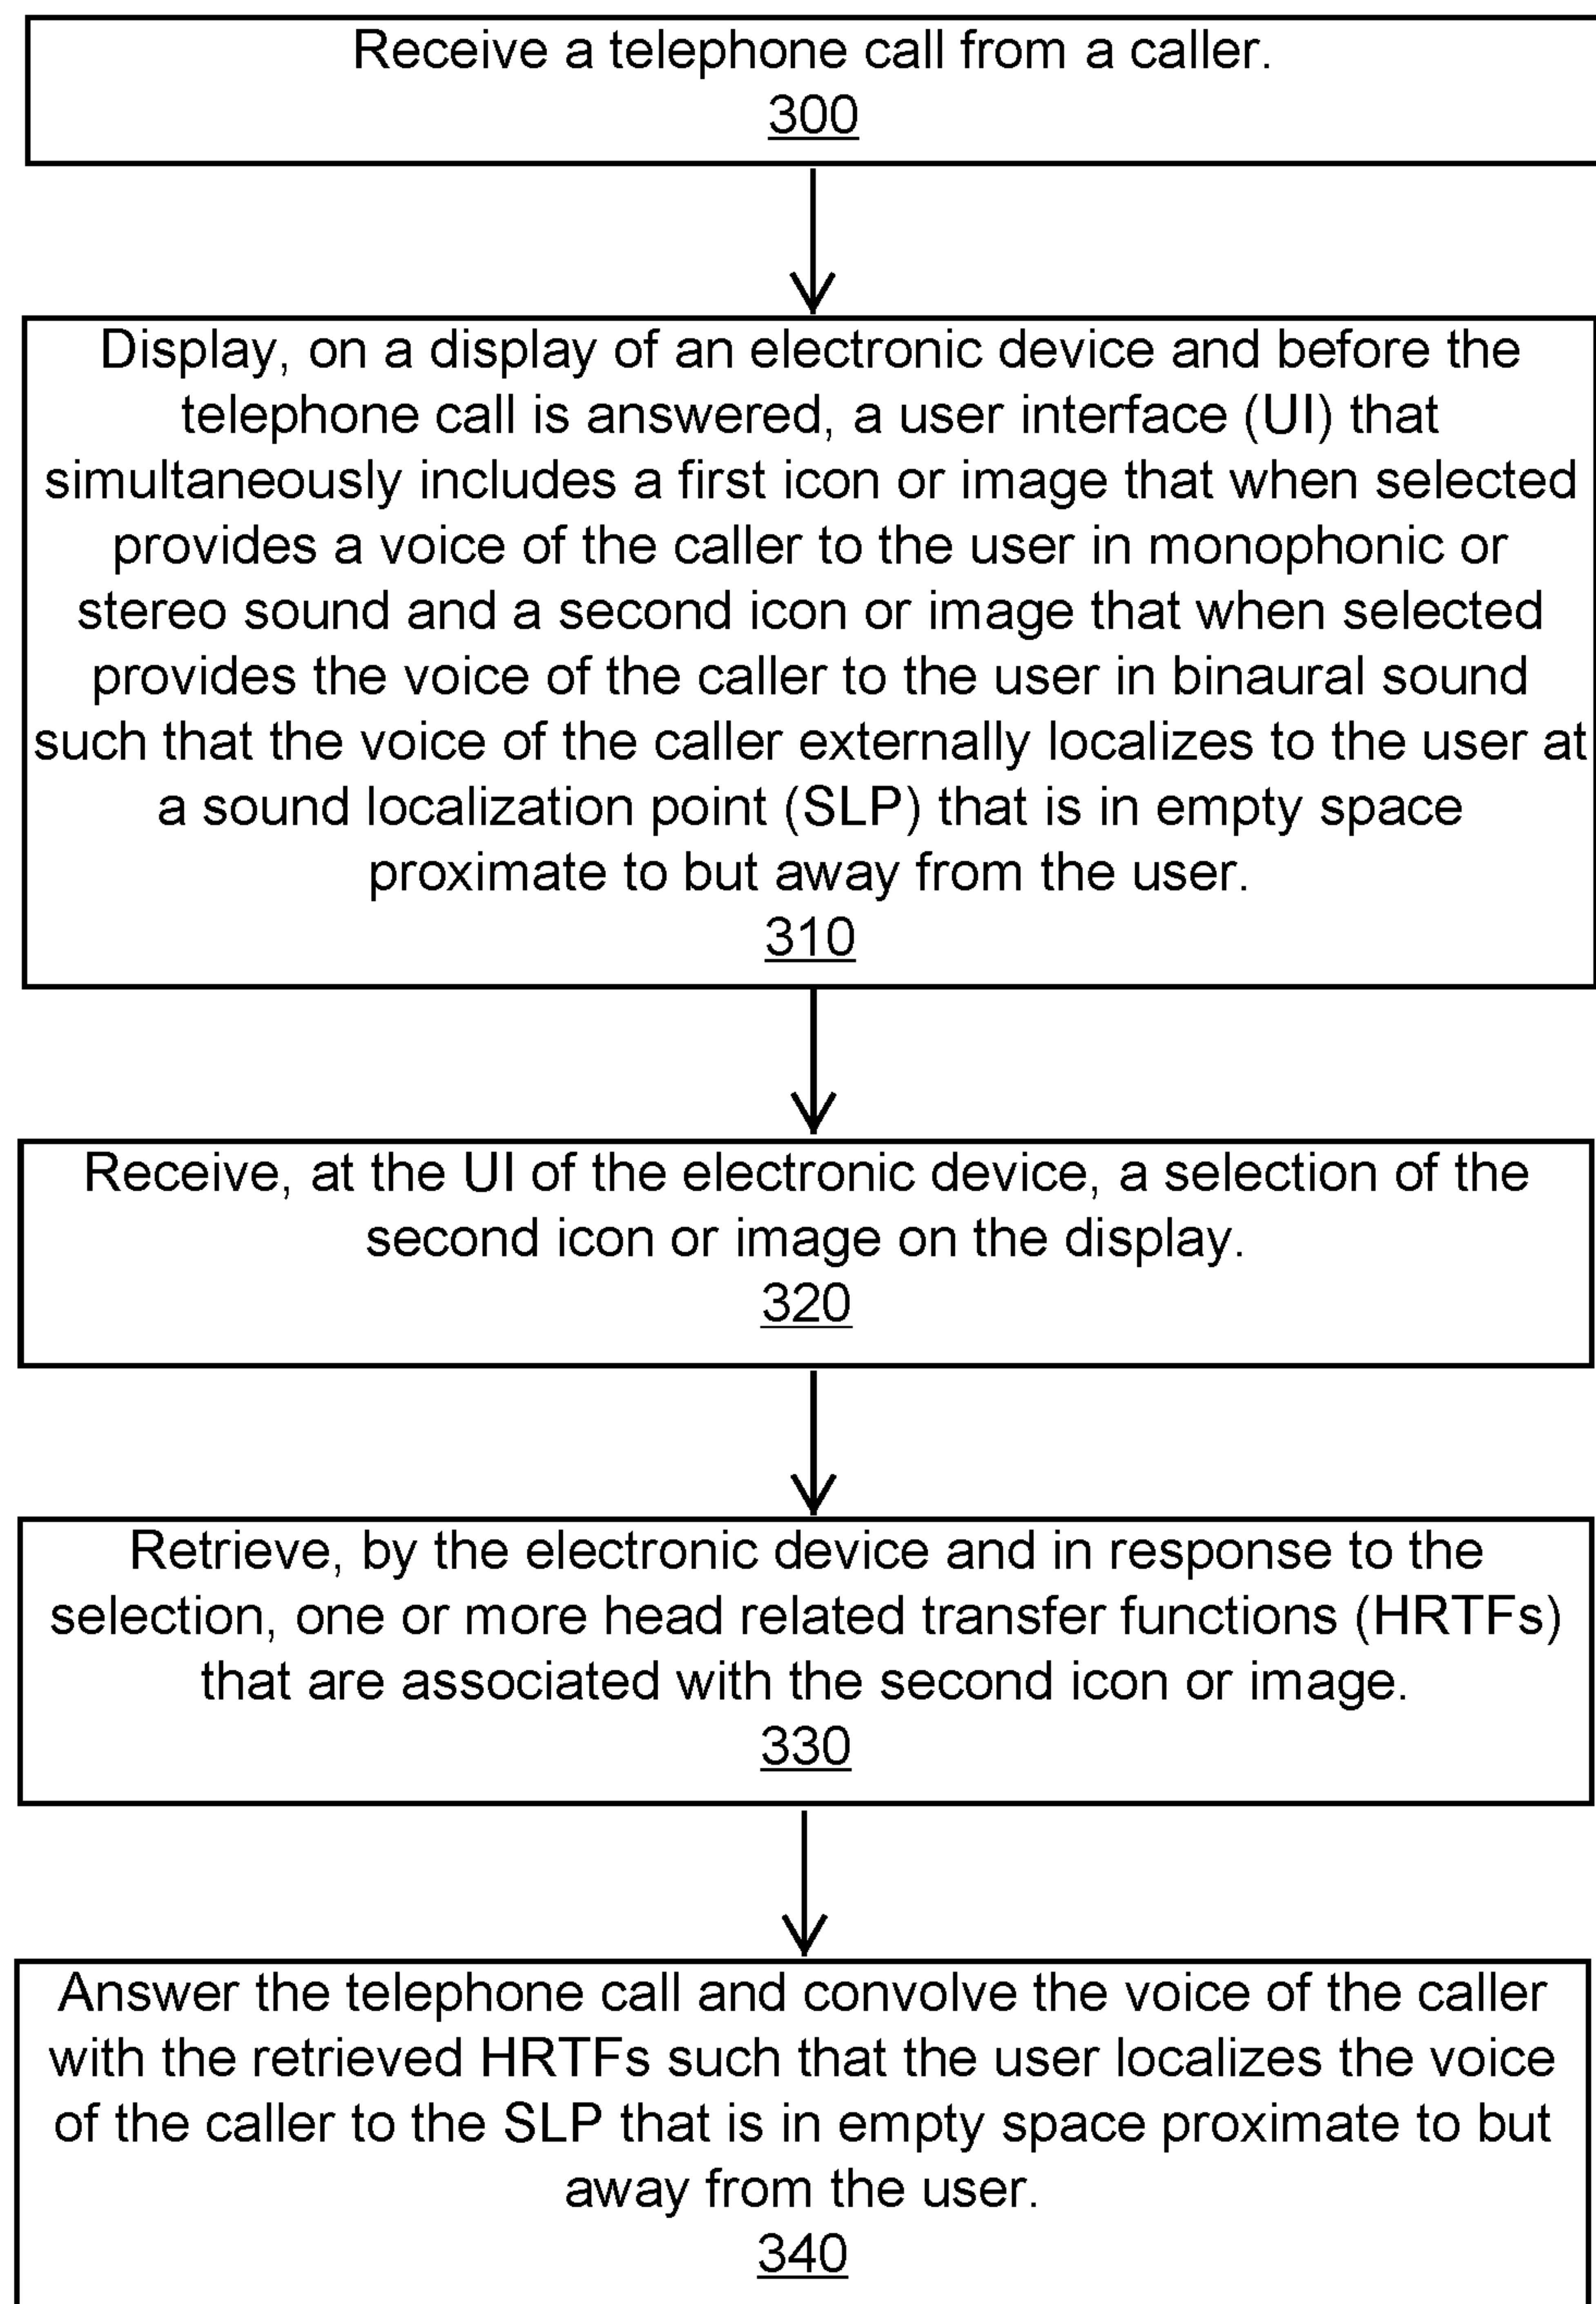 Receive a telephone call from a caller.
300
Display, on a display of an electronic device and before the
telephone call is answered, a user interface (UI) that
simultaneously includes a first icon or image that when selected
provides a voice of the caller to the user in monophonic or
stereo sound and a second icon or image that when selected
provides the voice of the caller to the user in binaural sound
such that the voice of the caller externally localizes to the user at
a sound localization point (SLP) that is in empty space
proximate to but away from the user.
310
Receive, at the UI of the electronic device, a selection of the
second icon or image on the display.
320
Retrieve, by the electronic device and in response to the
selection, one or more head related transfer functions (HRTFs)
that are associated with the second icon or image.
330
Answer the telephone call and convolve the voice of the caller
with the retrieved HRTFs such that the user localizes the voice
of the caller to the SLP that is in empty space proximate to but
away from the user.
340